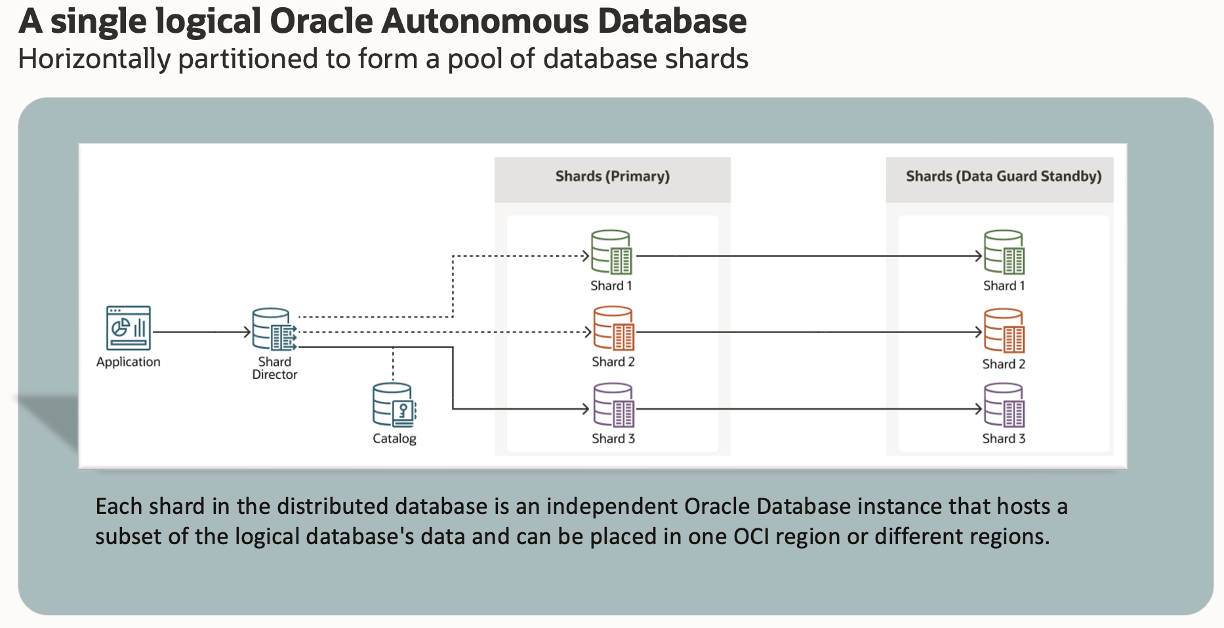 A single logical Oracle Autonomous Database
Horizontally partitioned to form a pool of database shards
Shards (Primary)
Shards (Data Guard Standby)
Shard 1
Shard 1
Application
Shard
Director
Shard 2
Shard 2
Catalog
Shard 3
Shard 3
Each shard in the distributed database is an independent Oracle Database instance that hosts a
subset of the logical database's data and can be placed in one OCI region or different regions.